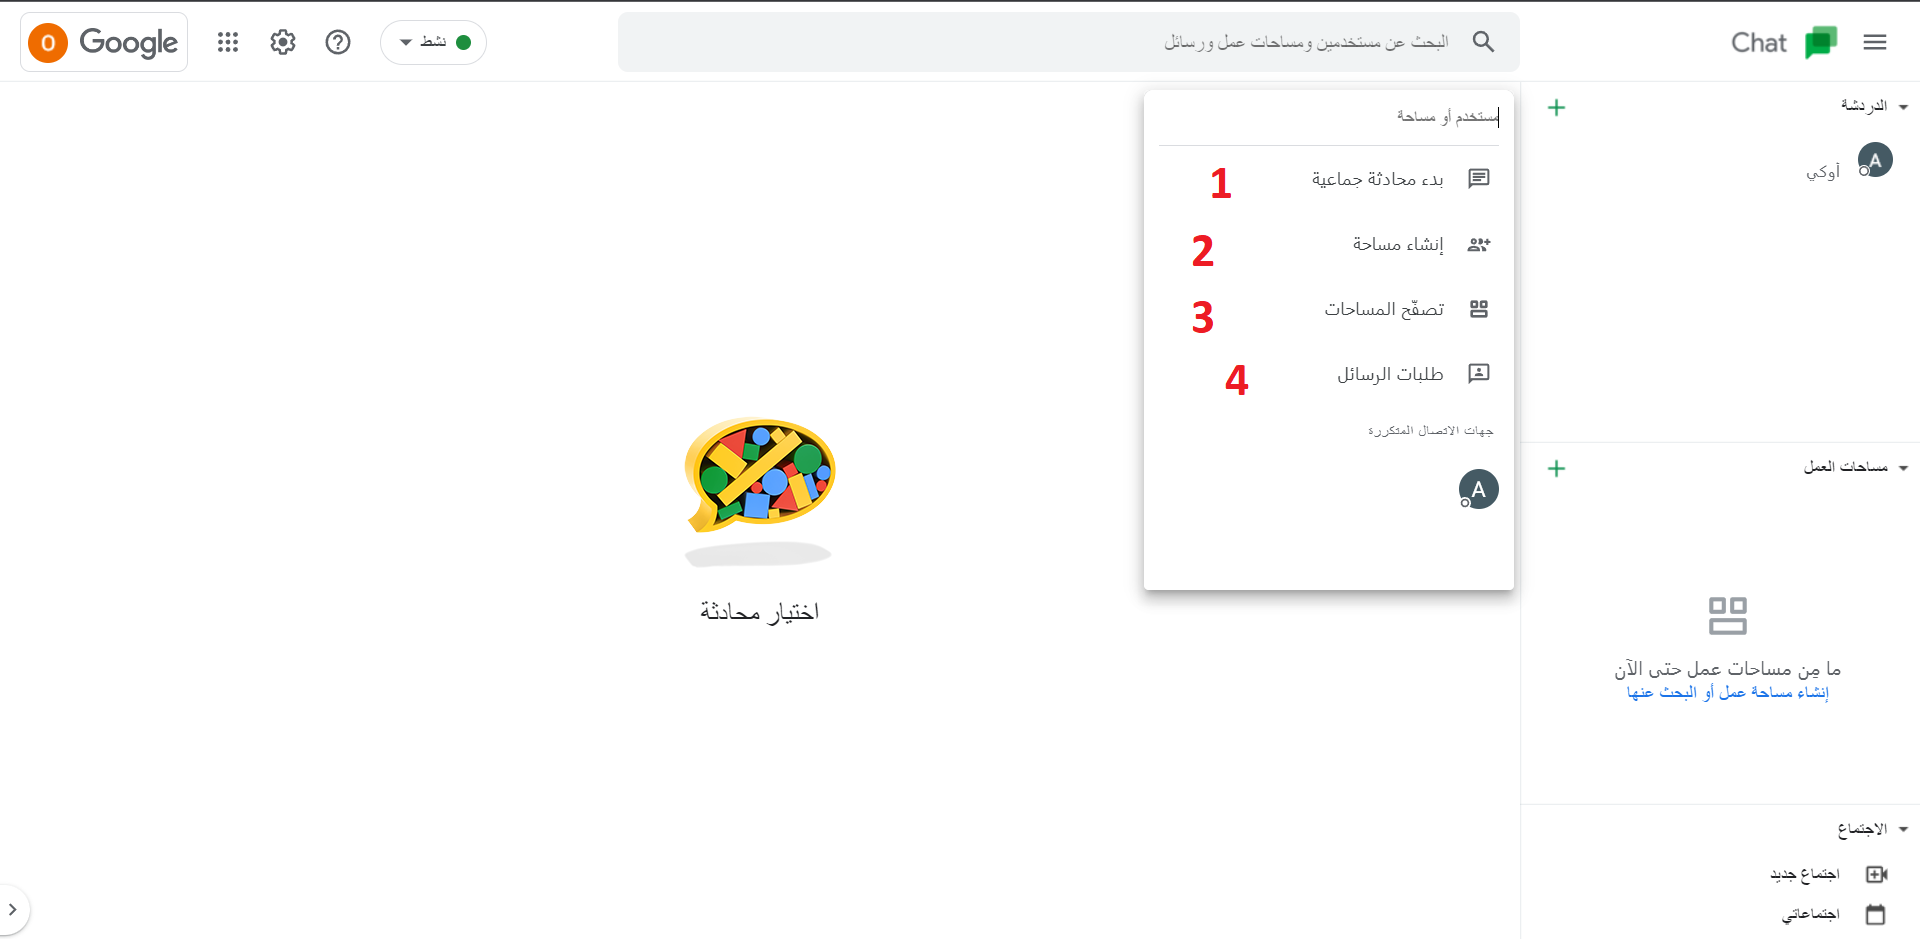 Chat
البحث عن مستخدمين ومساحات عمل ورسائل
نشط
Google
O
الدردشة
A
أوكي
مستخدم أو مساحة
بدء محادثة جماعية 1
إنشاء مساحة 2
تصفّح المساحات 3
طلبات الرسائل 4
جهات الاتصال المتكررة
A
مساحات العمل
ما مِن مساحات عمل حتى الآن
إنشاء مساحة عمل أو البحث عنها
الاجتماع
اجتماع جديد
اجتماعاتي
اختيار محادثة